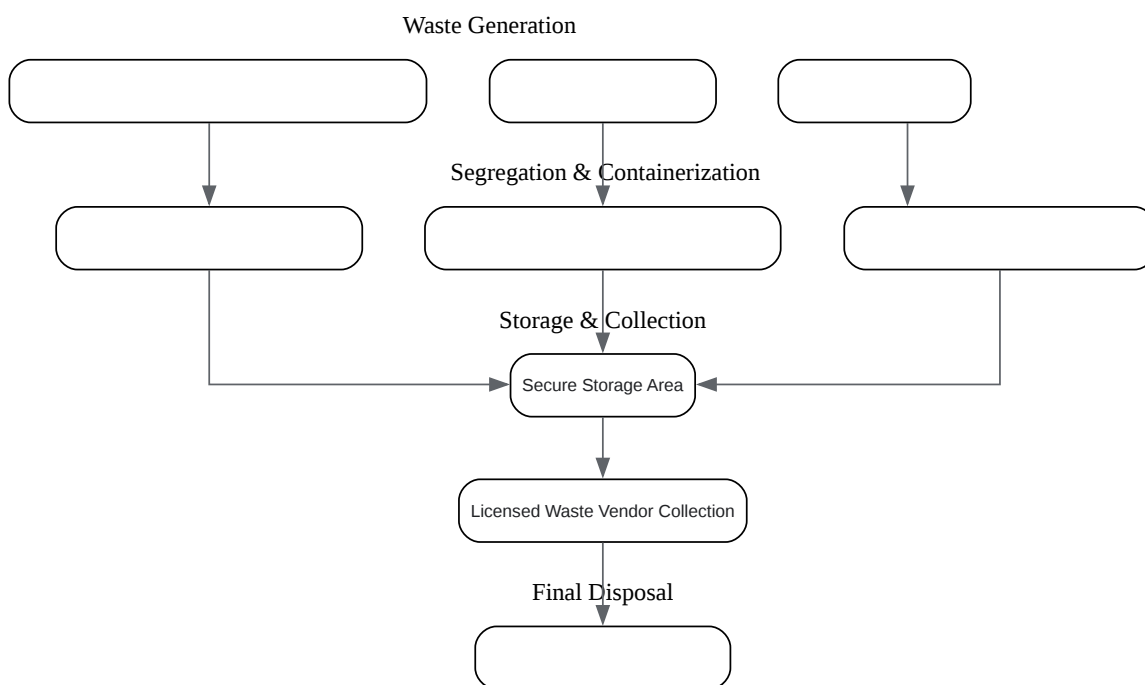 Waste Generation
Segregation & Containerization
Storage & Collection
Secure Storage Area
Licensed Waste Vendor Collection
Final Disposal